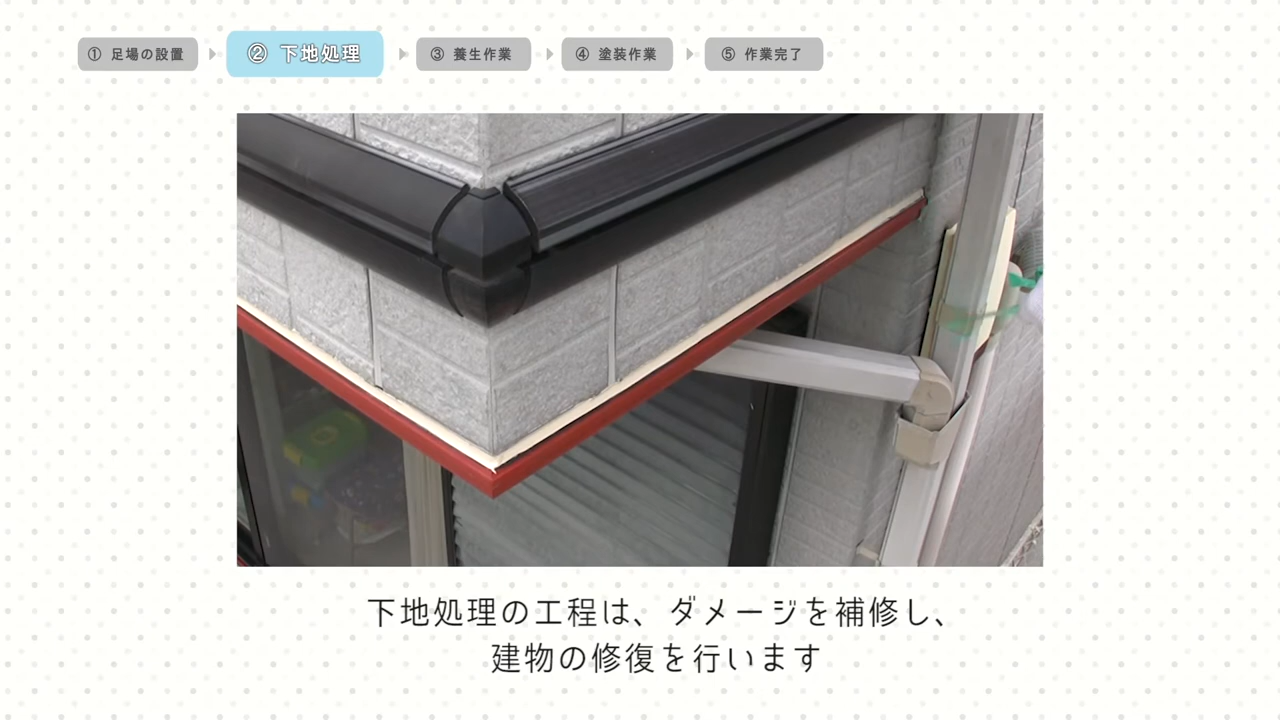 ① 足場の設置
② 下地処理
③ 養生作業
④ 塗装作業
⑤ 作業完了
下地処理の工程は、ダメージを補修し、
建物の修復を行います